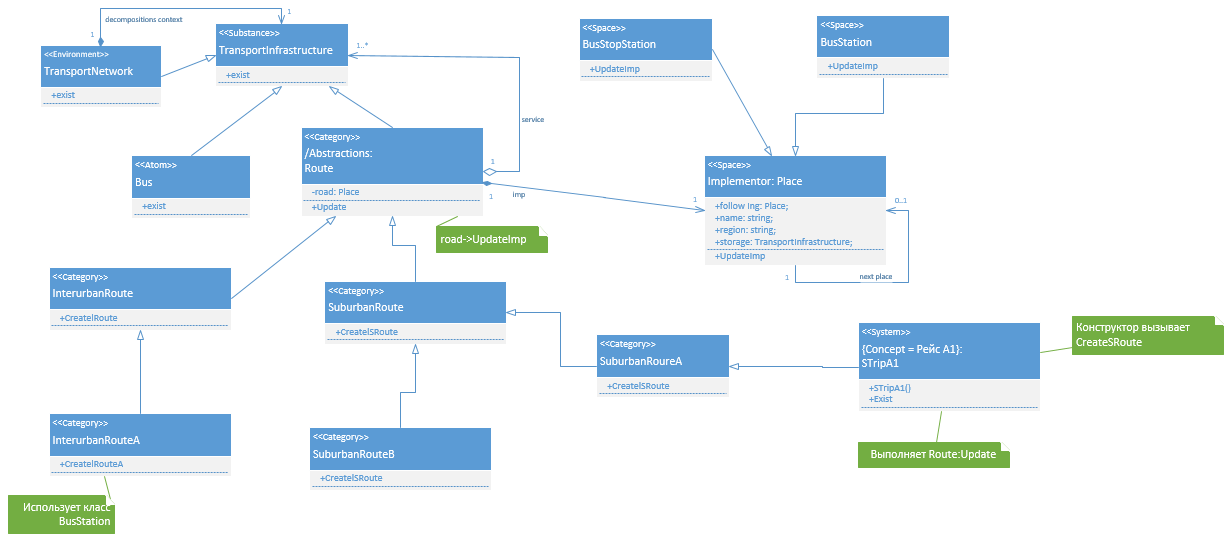 decompositions context
1
1
<<Environment>>
TransportNetwork
+exist
<<Substance>>
TransportInfrastructure
+exist
1..*
service
<<Space>>
BusStopStation
+UpdateImp
<<Space>>
BusStation
+UpdateImp
<<Atom>>
Bus
+exist
<<Category>>
/Abstractions:
Route
-road: Place
+Update
1
1
imp
1
road->UpdateImp
<<Space>>
Implementor: Place
+follow Ing: Place;
+name: string;
+region: string;
+storage: TransportInfrastructure;
+UpdateImp
0..1
1
next place
<<Category>>
InterurbanRoute
+CreateIRoute
<<Category>>
SuburbanRoute
+CreateISRoute
<<Category>>
SuburbanRoureA
+CreateISRoute
<<System>>
{Concept = Рейс A1}:
STripA1
+STripA1()
+Exist
Конструктор вызывает
CreateSRoute
Выполняет Route:Update
<<Category>>
InterurbanRouteA
+CreateIRouteA
<<Category>>
SuburbanRouteB
+CreateISRoute
Использует класс
BusStation